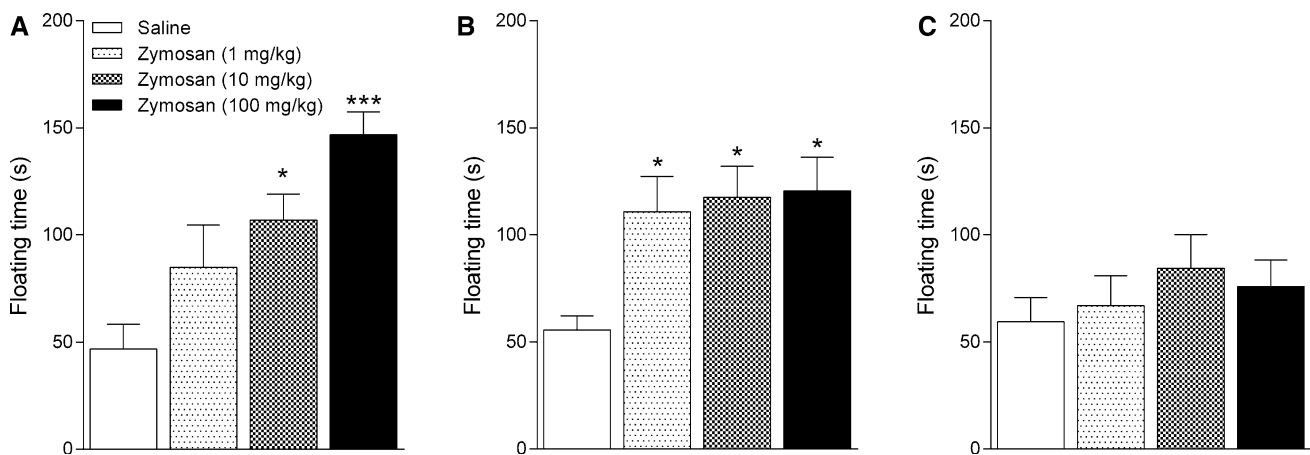 A
200
150
100
50
0
Floating time (s)
Saline
Zymosan (1 mg/kg)
Zymosan (10 mg/kg)
Zymosan (100 mg/kg)
*
***
B
200
150
100
50
0
Floating time (s)
*
*
*
C
200
150
100
50
0
Floating time (s)